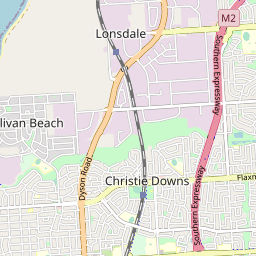 M2
Lonsdale
Southern Expressway
llivan Beach
Dyson Road
Christie Downs
Flaxm
Southern Expressway